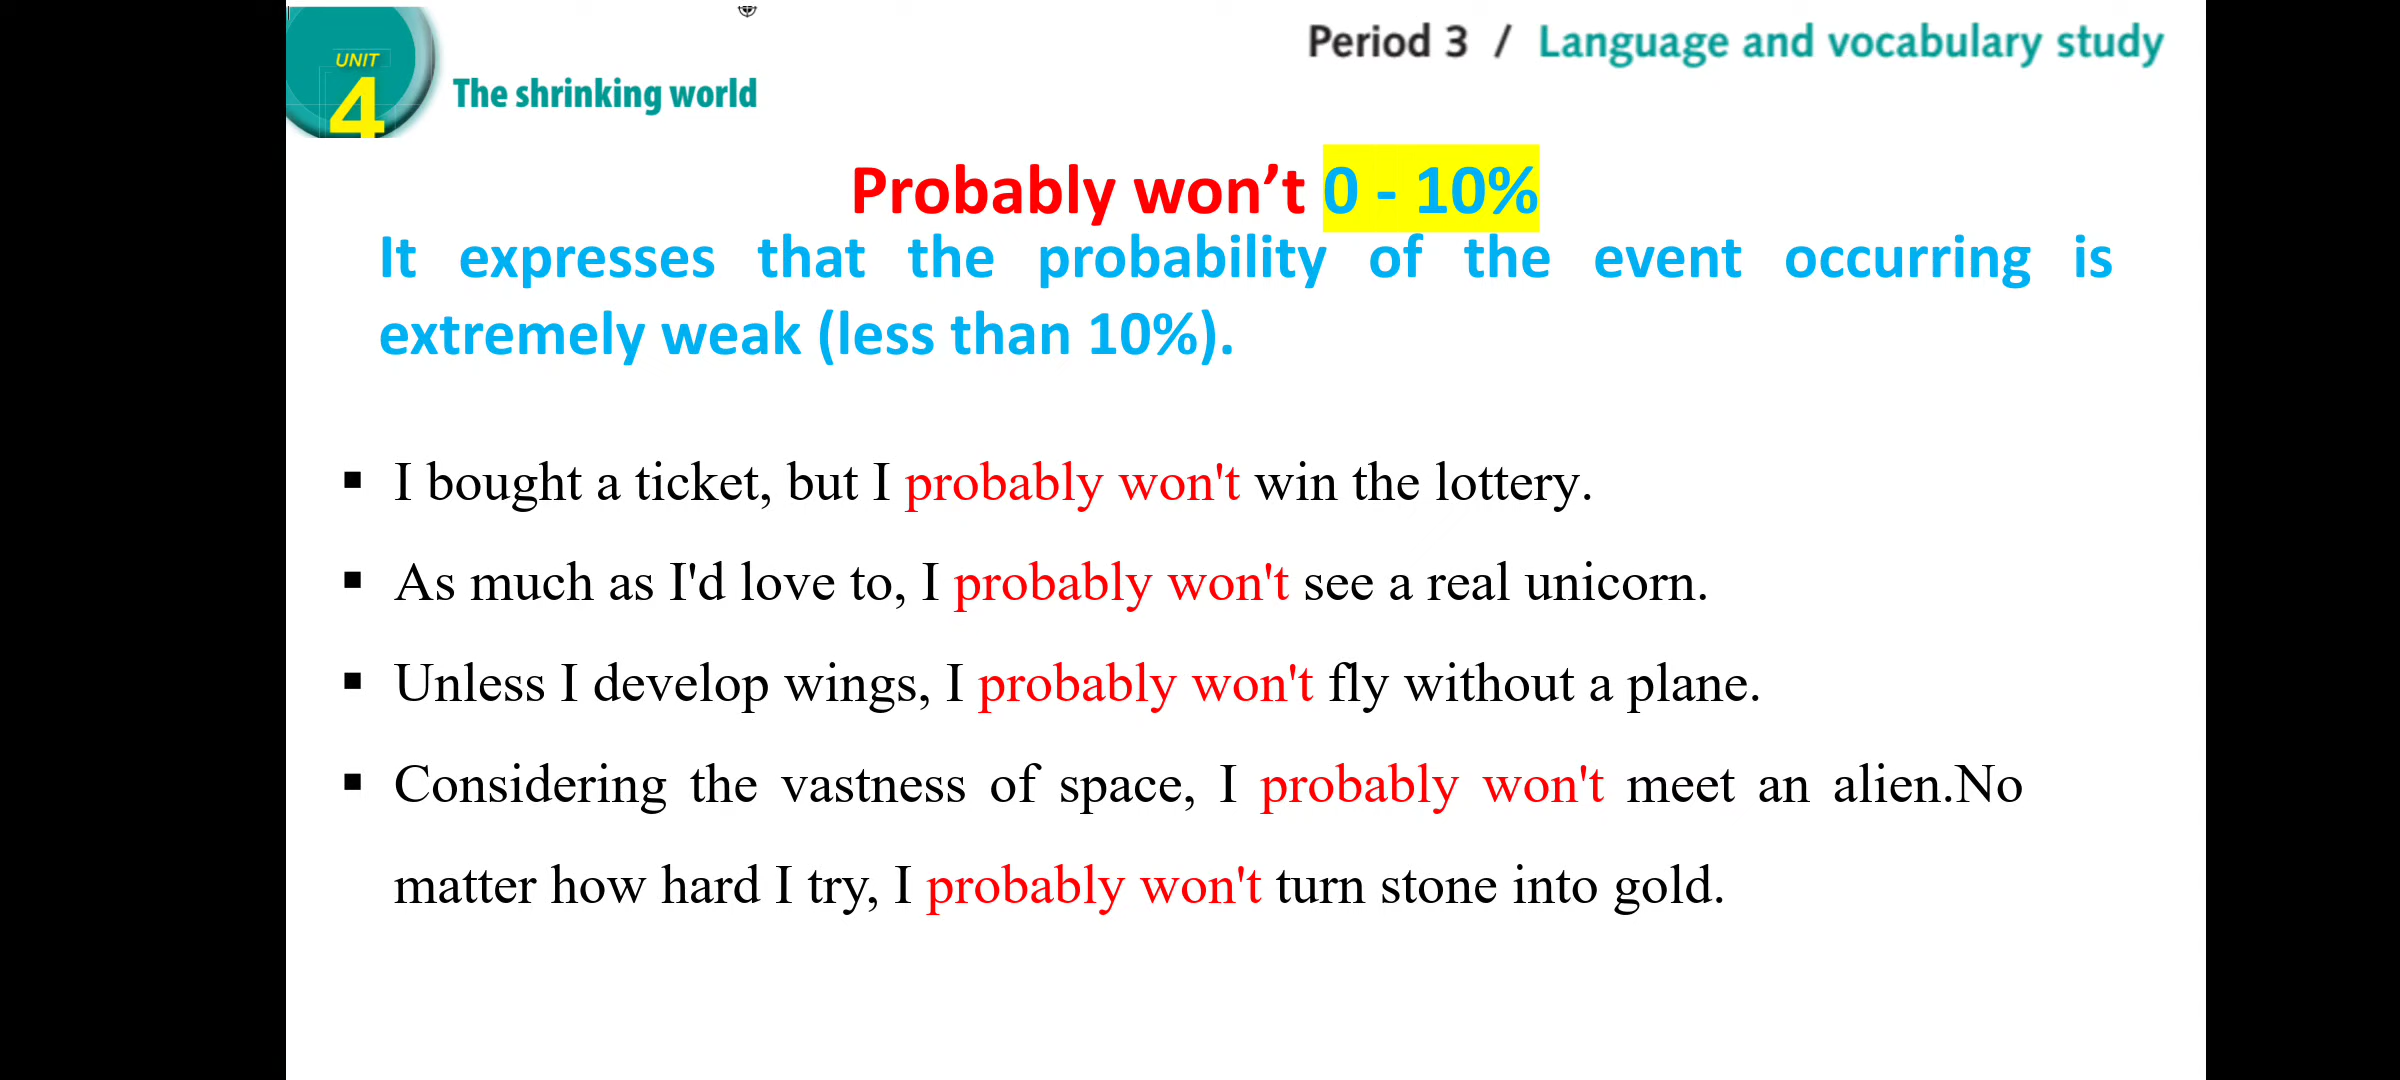 UNIT
4
The shrinking world
Period 3 / Language and vocabulary study
Probably won’t 0 - 10%
It expresses that the probability of the event occurring is
extremely weak (less than 10%).
▪ I bought a ticket, but I probably won't win the lottery.
▪ As much as I'd love to, I probably won't see a real unicorn.
▪ Unless I develop wings, I probably won't fly without a plane.
▪ Considering the vastness of space, I probably won't meet an alien.No
matter how hard I try, I probably won't turn stone into gold.